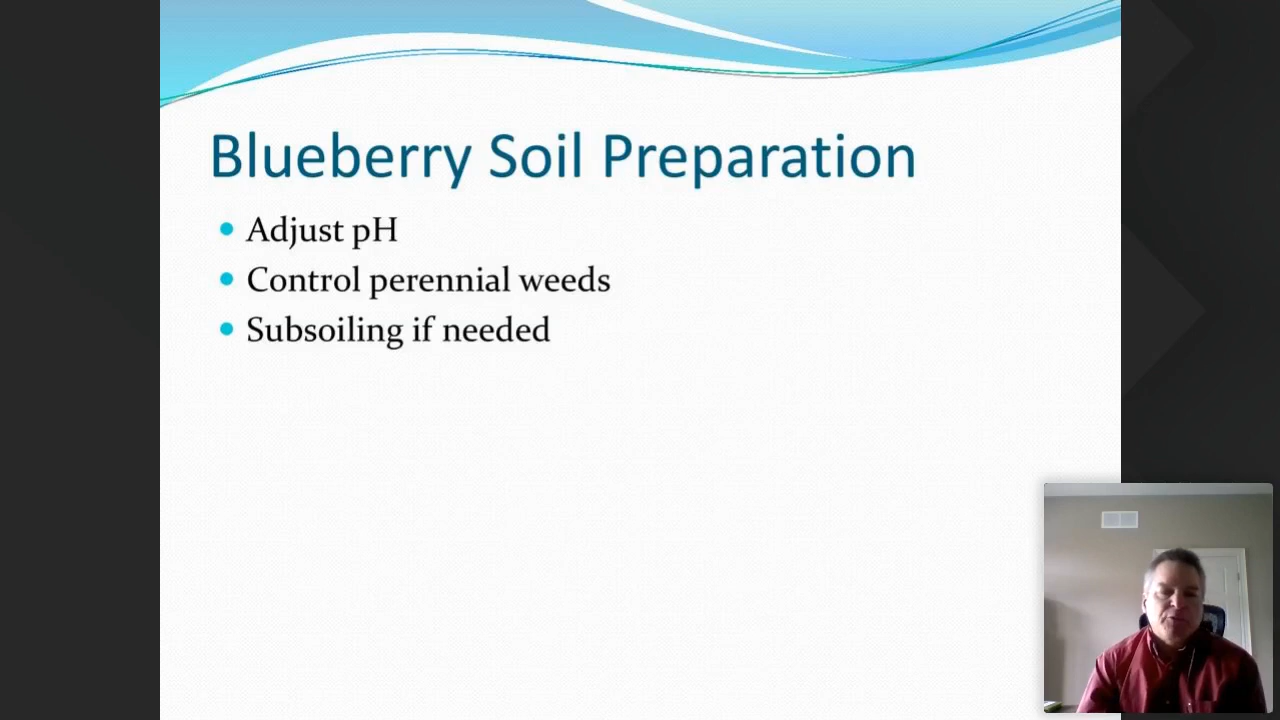 Blueberry Soil Preparation
• Adjust pH
• Control perennial weeds
• Subsoiling if needed